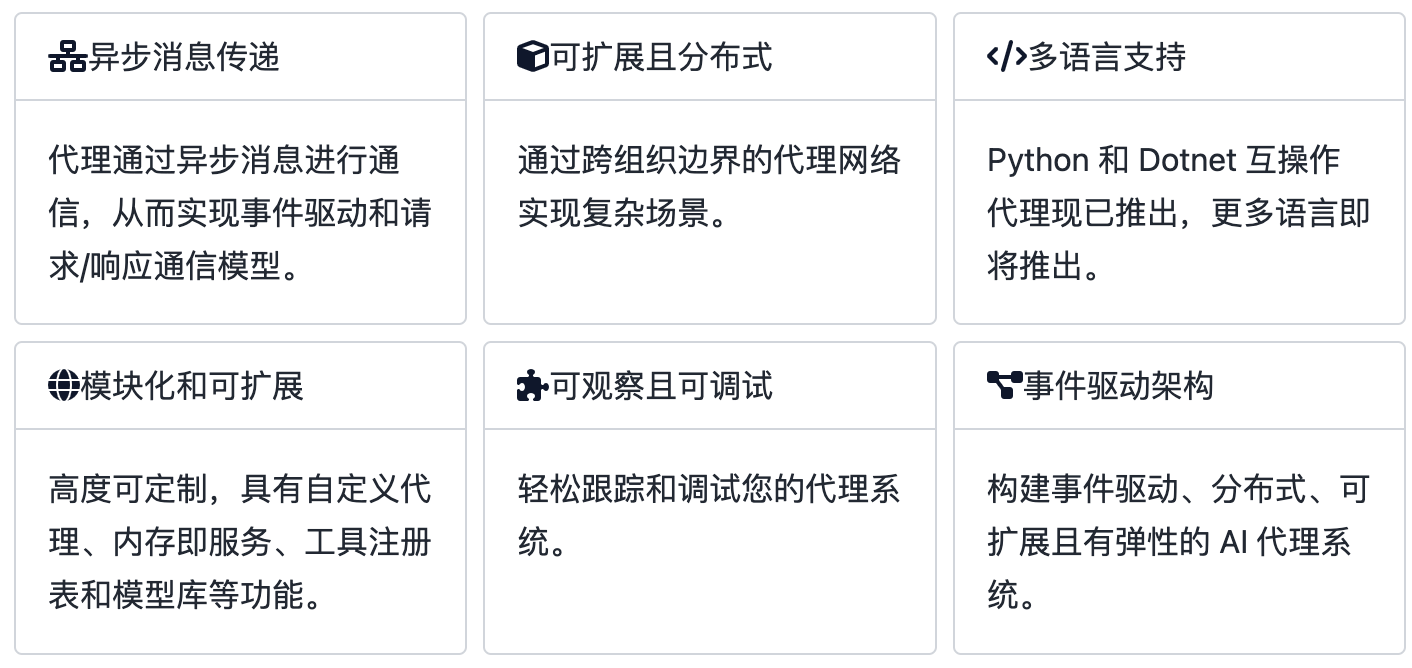 异步消息传递
代理通过异步消息进行通
信，从而实现事件驱动和请
求/响应通信模型。
可扩展且分布式
通过跨组织边界的代理网络
实现复杂场景。
多语言支持
Python 和 Dotnet 互操作
代理现已推出，更多语言即
将推出。
模块化和可扩展
高度可定制，具有自定义代
理、内存即服务、工具注册
表和模型库等功能。
可观察且可调试
轻松跟踪和调试您的代理系
统。
事件驱动架构
构建事件驱动、分布式、可
扩展且有弹性的 AI 代理系
统。